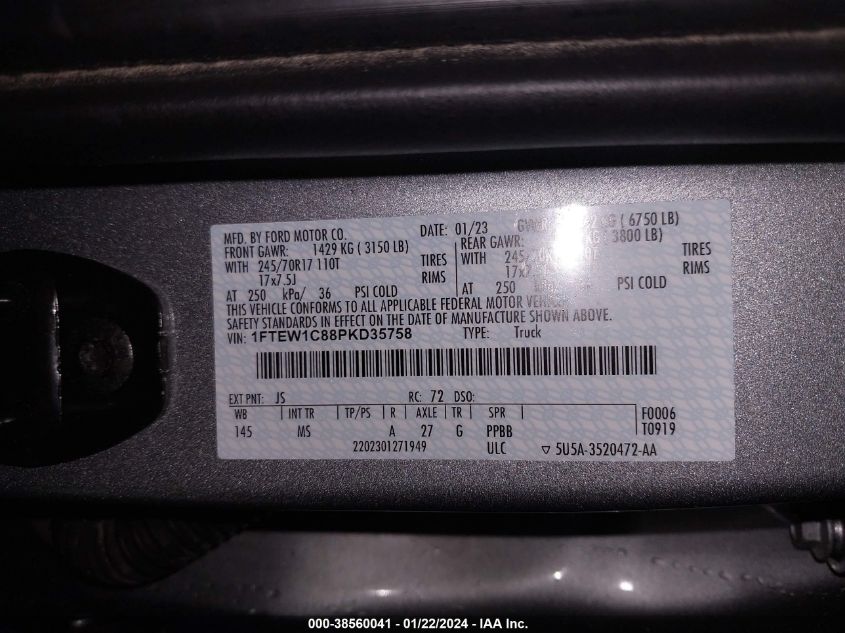 MFD. BY FORD MOTOR CO. DATE: 01/23 ( 6750 LB)
FRONT GAWR: 1429 KG ( 3150 LB) REAR GAWR: 3800 LB)
WITH 245/70R17 110T TIRES WITH TIRES
17x7.5J RIMS RIMS
AT 250 kPa/ 36 PSI COLD AT 250 PSI COLD
THIS VEHICLE CONFORMS TO ALL APPLICABLE FEDERAL MOTOR
SAFETY STANDARDS IN EFFECT ON THE DATE OF MANUFACTURE SHOWN ABOVE.
VIN: 1FTEW1C88PKD35758 TYPE: Truck
EXT PNT: JS RC: 72 DSO:
WB INT TR TP/PS R AXLE TR SPR F0006
145 MS A 27 G PPBB T0919
2202301271949 ULC ▽ 5U5A-3520472-AA
000-38560041 - 01/22/2024 - IAA Inc.